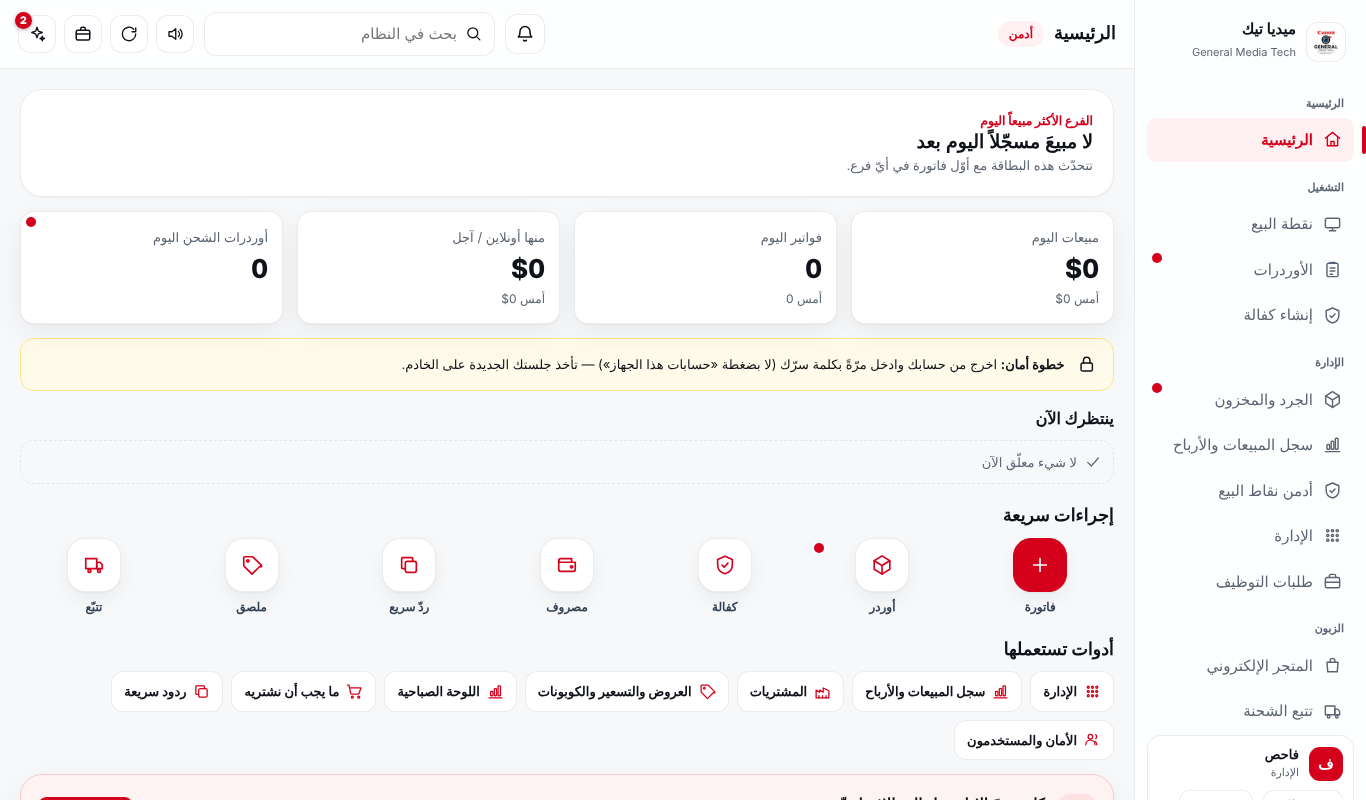 ميديا تيك
General Media Tech
الرئيسية
الرئيسية
التشغيل
نقطة البيع
الأوردرات
إنشاء كفالة
الإدارة
الجرد والمخزون
سجل المبيعات والأرباح
أدمن نقاط البيع
الإدارة
طلبات التوظيف
الزبون
المتجر الإلكتروني
تتبع الشحنة
ف
فاحص
الإدارة
الرئيسية
أدمن
بحث في النظام
2
الفرع الأكثر مبيعاً اليوم
لا مبيعَ مسجّلاً اليوم بعد
تتحدّث هذه البطاقة مع أوّل فاتورة في أيّ فرع.
مبيعات اليوم
$0
أمس 0$
فواتير اليوم
0
أمس 0
منها أونلاين / آجل
$0
أمس 0$
أوردرات الشحن اليوم
0
خطوة أمان: اخرج من حسابك وادخل مرّةً بكلمة سرّك (لا بضغطة «حسابات هذا الجهاز») — تأخذ جلستك الجديدة على الخادم.
ينتظرك الآن
لا شيء معلّق الآن
إجراءات سريعة
فاتورة
أوردر
كفالة
مصروف
ردّ سريع
ملصق
تتبّع
أدوات تستعملها
الإدارة
سجل المبيعات والأرباح
المشتريات
العروض والتسعير والكوبونات
اللوحة الصباحية
ما يجب أن نشتريه
ردود سريعة
الأمان والمستخدمون